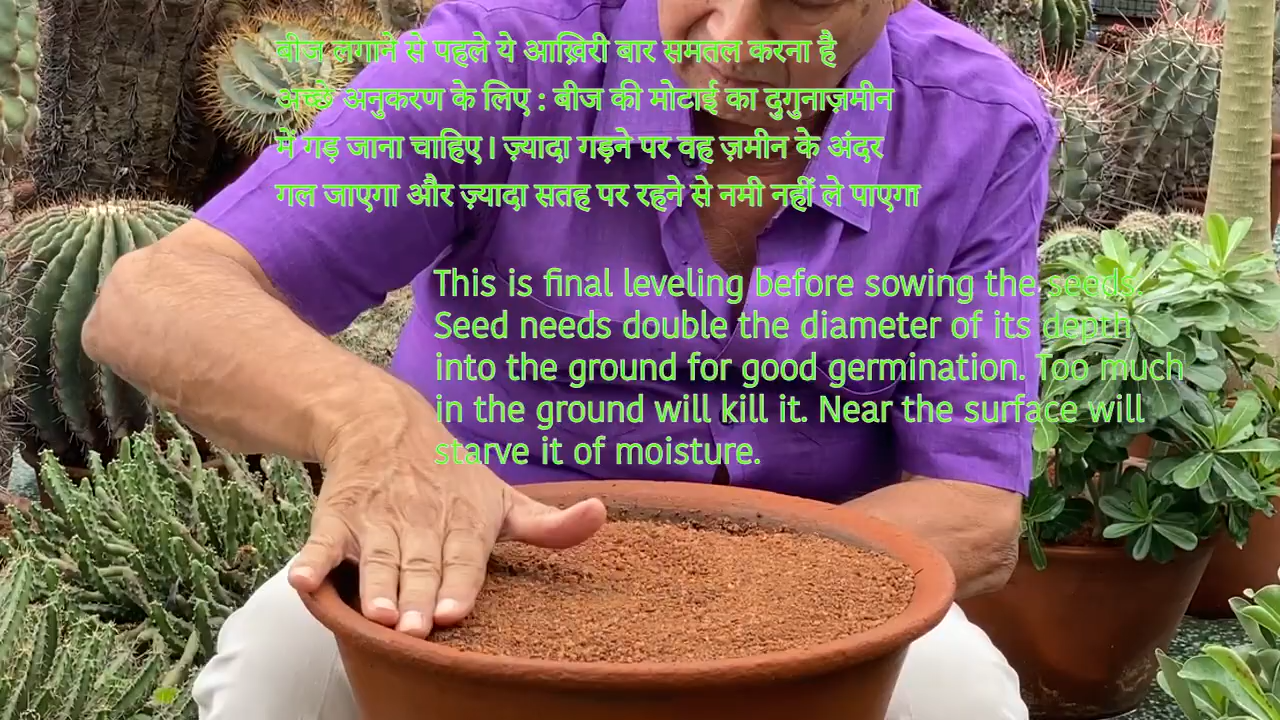 बीज लगाने से पहले ये आख़िरी बार समतल करना है
अच्छे अनुकरण के लिए : बीज की मोटाई का दुगुनाज़मीन
में गड़ जाना चाहिए। ज़्यादा गड़ने पर वह ज़मीन के अंदर
गल जाएगा और ज़्यादा सतह पर रहने से नमी नहीं ले पाएगा
This is final leveling before sowing the seeds.
Seed needs double the diameter of its depth
into the ground for good germination. Too much
in the ground will kill it. Near the surface will
starve it of moisture.